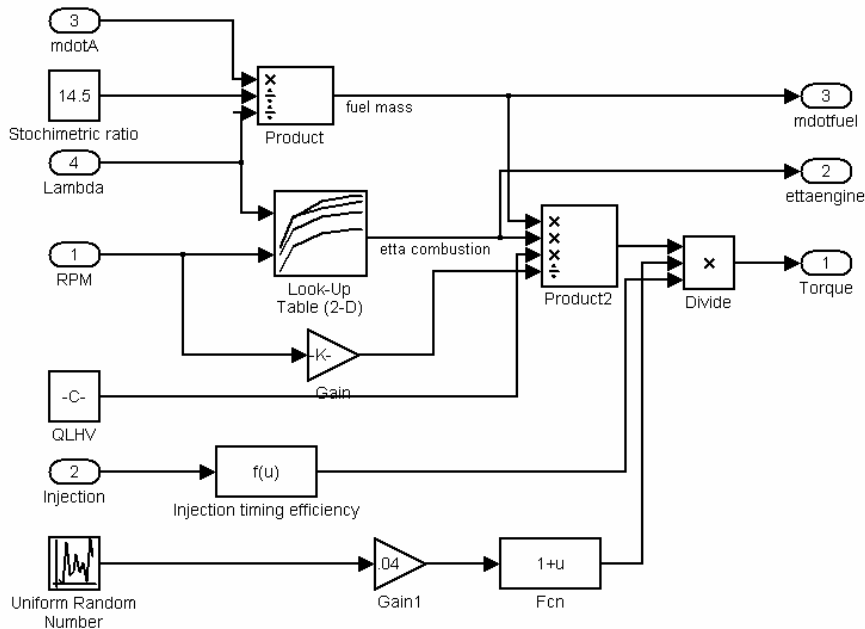 3
mdotA
14.5
Stochimetric ratio
4
Lambda
1
RPM
-C-
QLHV
2
Injection
Uniform Random
Number
×
÷
÷
Product
fuel mass
Look-Up
Table (2-D)
etta combustion
-K-
Gain
f(u)
Injection timing efficiency
.04
Gain1
1+u
Fcn
×
×
×
÷
Product2
×
Divide
3
mdotfuel
2
ettaengine
1
Torque